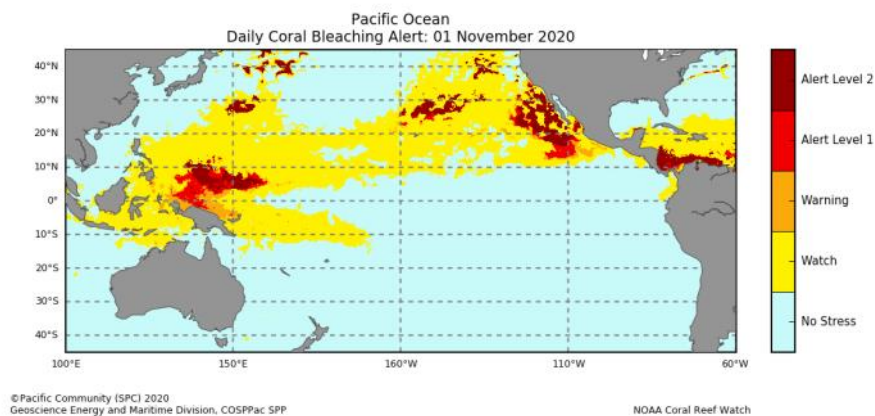 Pacific Ocean
Daily Coral Bleaching Alert: 01 November 2020
40°N
30°N
20°N
10°N
0°
10°S
20°S
30°S
40°S
100°E
150°E
160°W
110°W
60°W
Alert Level 2
Alert Level 1
Warning
Watch
No Stress
©Pacific Community (SPC) 2020
Geoscience Energy and Maritime Division, COSPPac SPP
NOAA Coral Reef Watch